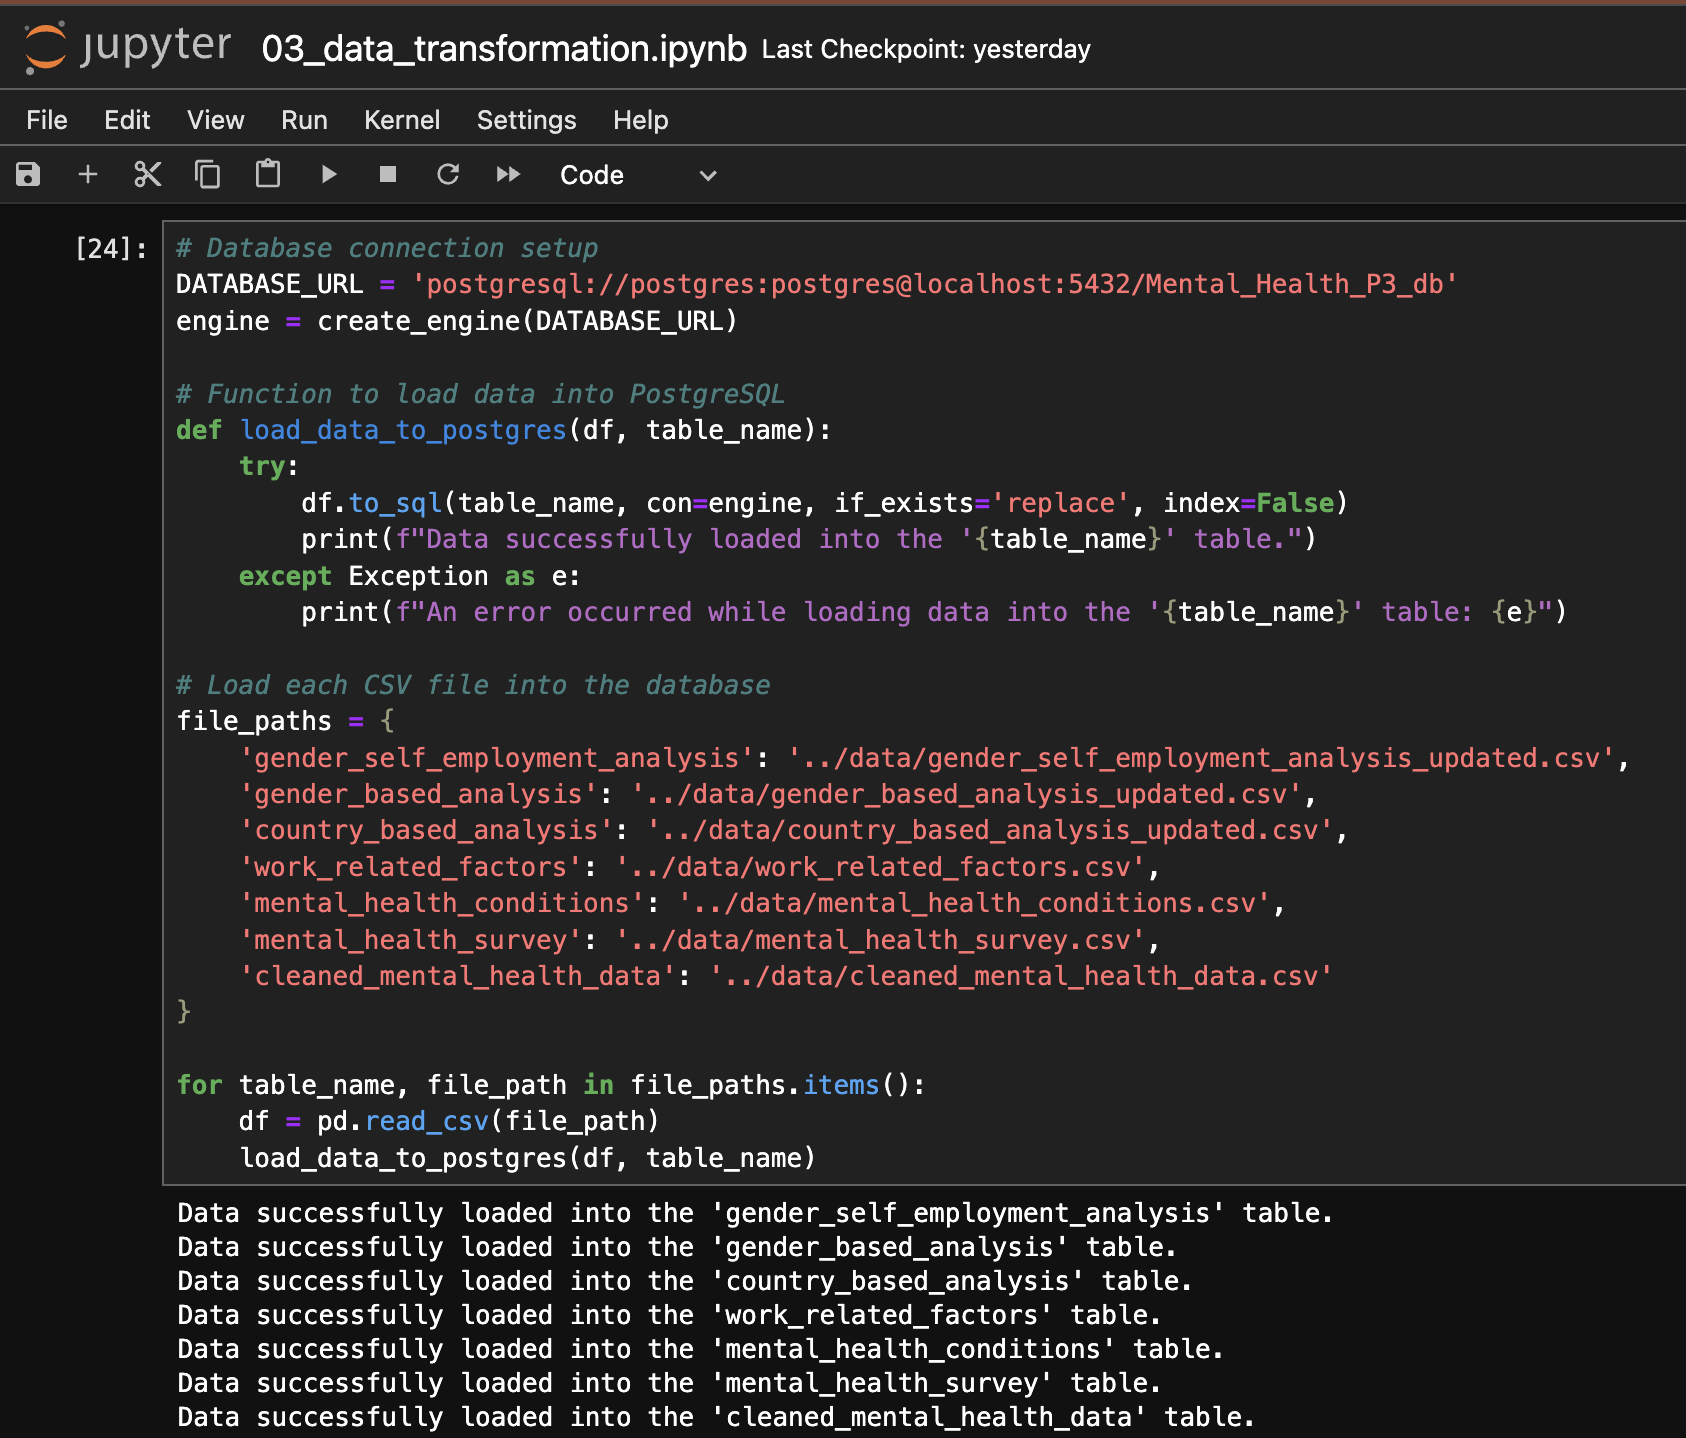 jupyter 03_data_transformation.ipynb Last Checkpoint: yesterday
File Edit View Run Kernel Settings Help
Code
[24]:
# Database connection setup
DATABASE_URL = 'postgresql://postgres:postgres@localhost:5432/Mental_Health_P3_db'
engine = create_engine(DATABASE_URL)

# Function to load data into PostgreSQL
def load_data_to_postgres(df, table_name):
    try:
        df.to_sql(table_name, con=engine, if_exists='replace', index=False)
        print(f"Data successfully loaded into the '{table_name}' table.")
    except Exception as e:
        print(f"An error occurred while loading data into the '{table_name}' table: {e}")

# Load each CSV file into the database
file_paths = {
    'gender_self_employment_analysis': '../data/gender_self_employment_analysis_updated.csv',
    'gender_based_analysis': '../data/gender_based_analysis_updated.csv',
    'country_based_analysis': '../data/country_based_analysis_updated.csv',
    'work_related_factors': '../data/work_related_factors.csv',
    'mental_health_conditions': '../data/mental_health_conditions.csv',
    'mental_health_survey': '../data/mental_health_survey.csv',
    'cleaned_mental_health_data': '../data/cleaned_mental_health_data.csv'
}

for table_name, file_path in file_paths.items():
    df = pd.read_csv(file_path)
    load_data_to_postgres(df, table_name)
Data successfully loaded into the 'gender_self_employment_analysis' table.
Data successfully loaded into the 'gender_based_analysis' table.
Data successfully loaded into the 'country_based_analysis' table.
Data successfully loaded into the 'work_related_factors' table.
Data successfully loaded into the 'mental_health_conditions' table.
Data successfully loaded into the 'mental_health_survey' table.
Data successfully loaded into the 'cleaned_mental_health_data' table.